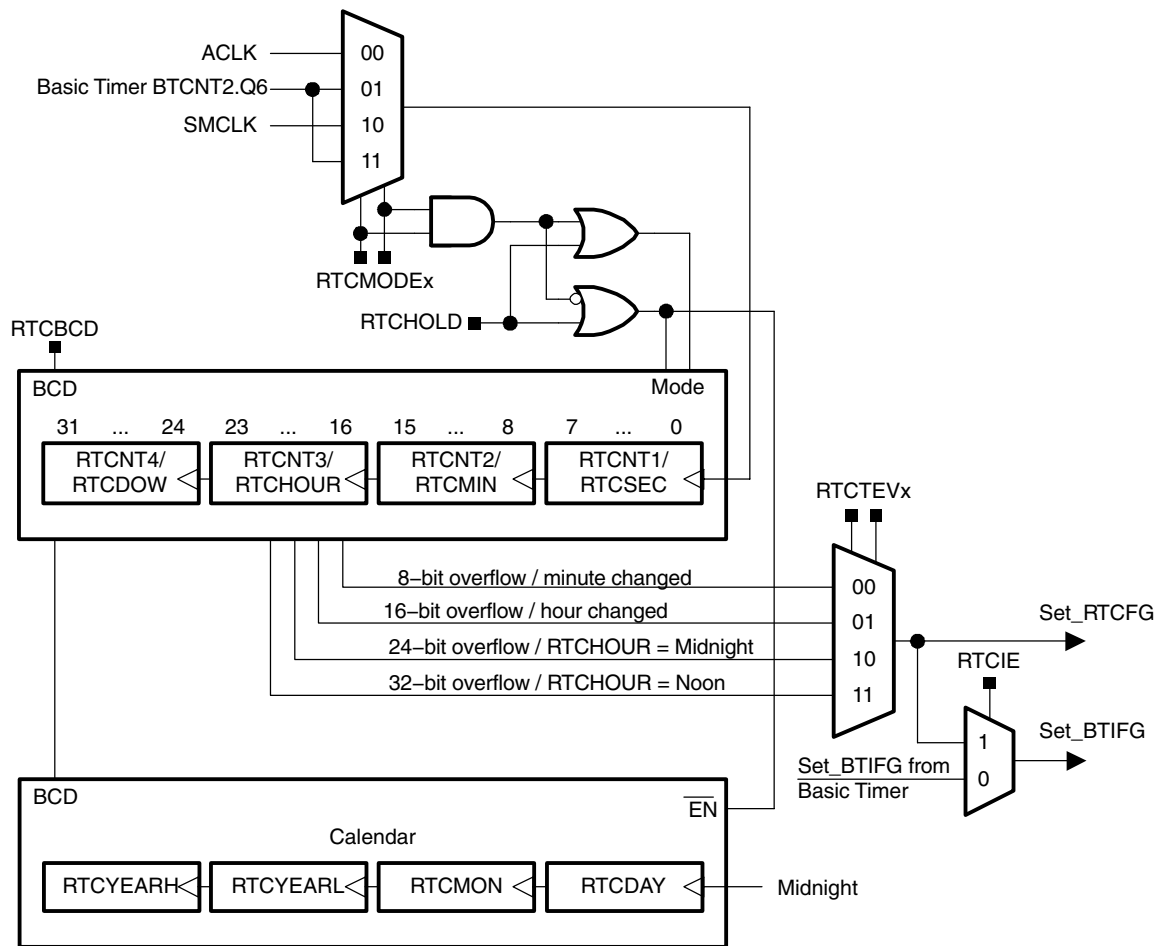 ACLK
00
Basic Timer BTCNT2.Q6
01
SMCLK
10
11
RTCMODEx
RTCHOLD
RTCBCD
BCD
Mode
31 ... 24 23 ... 16 15 ... 8 7 ... 0
RTCNT4/
RTCDOW
RTCNT3/
RTCHOUR
RTCNT2/
RTCMIN
RTCNT1/
RTCSEC
RTCTEVx
8−bit overflow / minute changed
00
16−bit overflow / hour changed
01
24−bit overflow / RTCHOUR = Midnight
10
32−bit overflow / RTCHOUR = Noon
11
Set_RTCFG
RTCIE
1
0
Set_BTIFG
Set_BTIFG from
Basic Timer
BCD
EN
Calendar
RTCYEARH
RTCYEARL
RTCMON
RTCDAY
Midnight